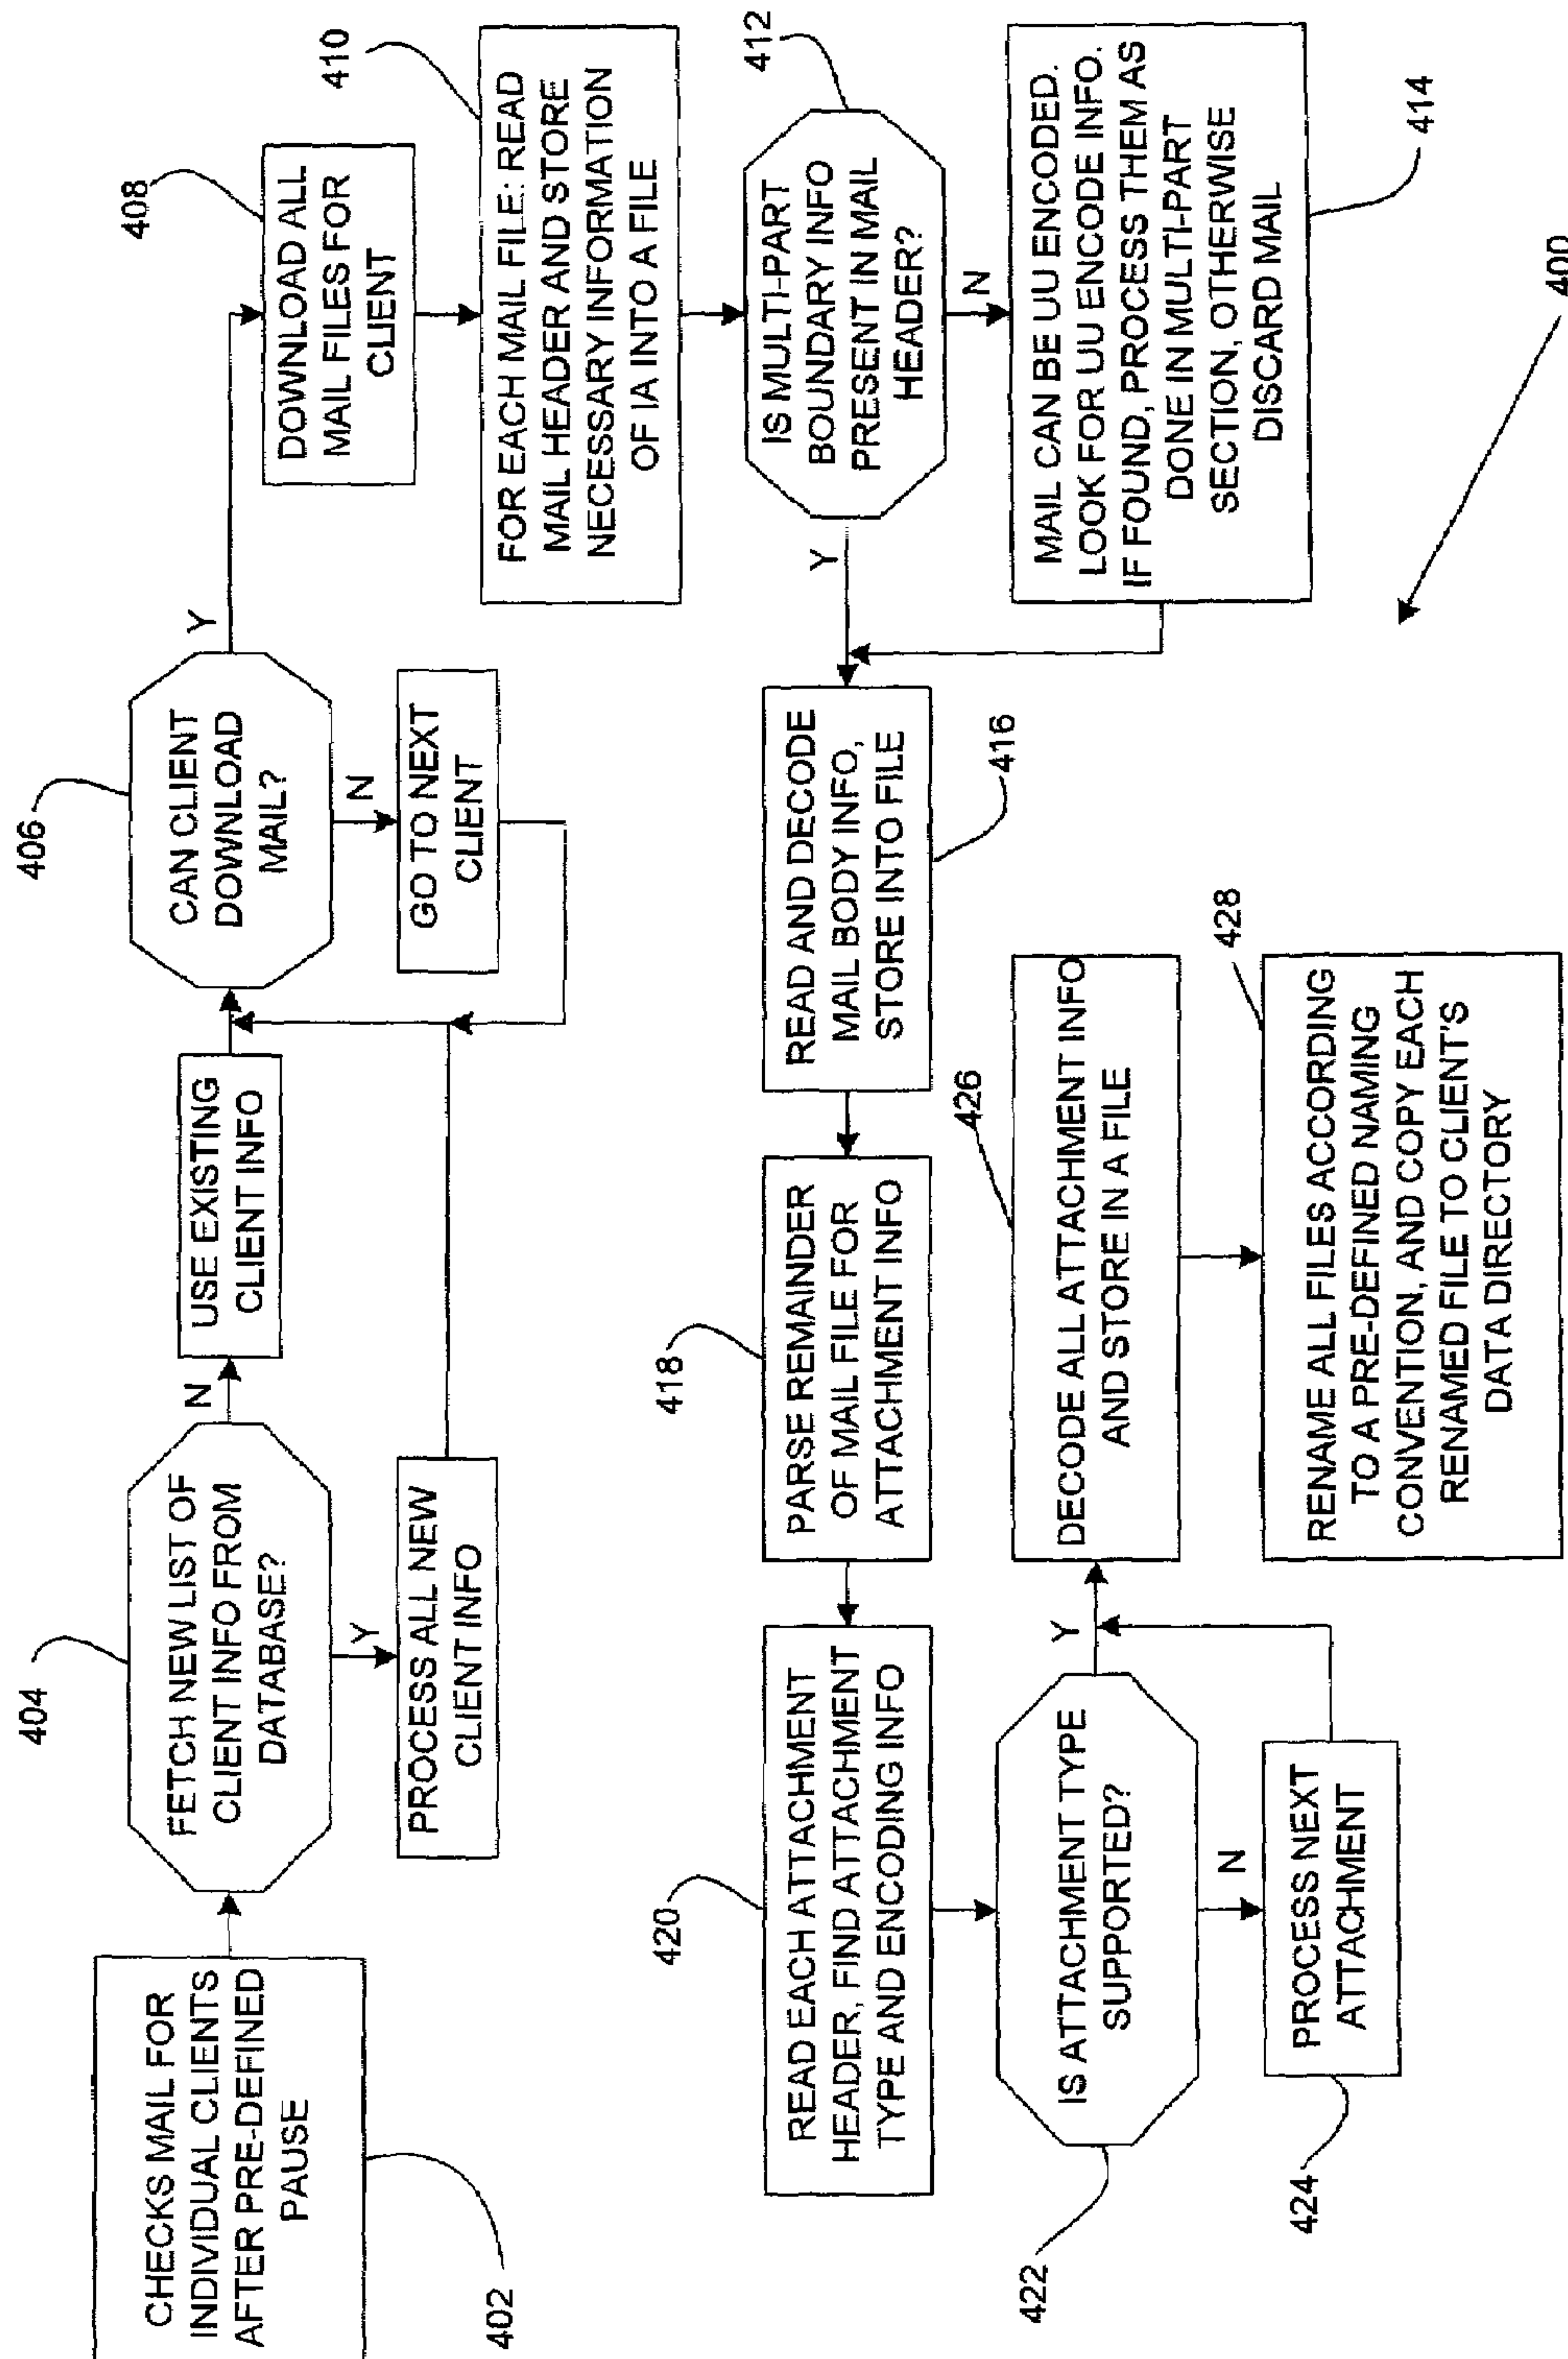 CHECKS MAIL FOR
INDIVIDUAL CLIENTS
AFTER PRE-DEFINED
PAUSE
402
404
FETCH NEW LIST OF
CLIENT INFO FROM
DATABASE?
Y
PROCESS ALL NEW
CLIENT INFO
N
USE EXISTING
CLIENT INFO
406
CAN CLIENT
DOWNLOAD
MAIL?
N
GO TO NEXT
CLIENT
Y
408
DOWNLOAD ALL
MAIL FILES FOR
CLIENT
410
FOR EACH MAIL FILE: READ
MAIL HEADER AND STORE
NECESSARY INFORMATION
OF IA INTO A FILE
412
IS MULTI-PART
BOUNDARY INFO
PRESENT IN MAIL
HEADER?
Y
N
MAIL CAN BE UU ENCODED.
LOOK FOR UU ENCODE INFO.
IF FOUND, PROCESS THEM AS
DONE IN MULTI-PART
SECTION, OTHERWISE
DISCARD MAIL
414
READ AND DECODE
MAIL BODY INFO,
STORE INTO FILE
416
418
PARSE REMAINDER
OF MAIL FILE FOR
ATTACHMENT INFO
420
READ EACH ATTACHMENT
HEADER, FIND ATTACHMENT
TYPE AND ENCODING INFO
IS ATTACHMENT TYPE
SUPPORTED?
422
Y
N
PROCESS NEXT
ATTACHMENT
424
426
DECODE ALL ATTACHMENT INFO
AND STORE IN A FILE
428
RENAME ALL FILES ACCORDING
TO A PRE-DEFINED NAMING
CONVENTION, AND COPY EACH
RENAMED FILE TO CLIENT'S
DATA DIRECTORY
400